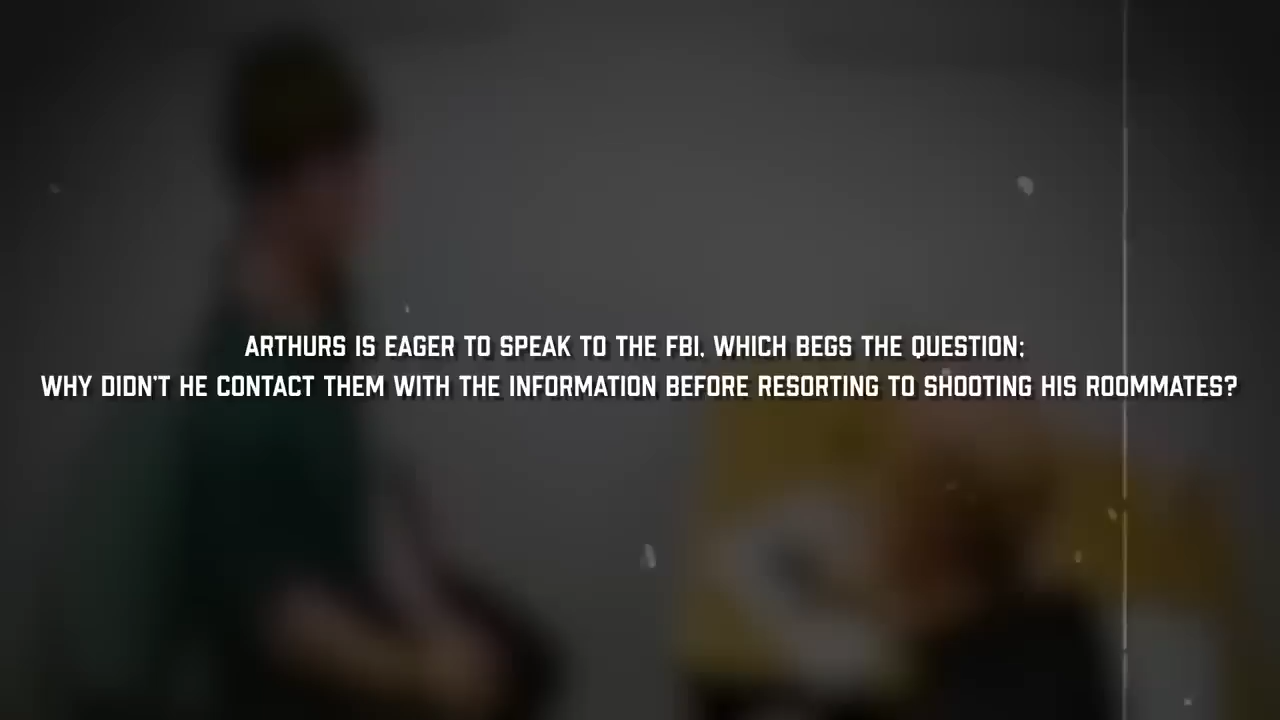 ARTHURS IS EAGER TO SPEAK TO THE FBI, WHICH BEGS THE QUESTION;
WHY DIDN'T HE CONTACT THEM WITH THE INFORMATION BEFORE RESORTING TO SHOOTING HIS ROOMMATES?